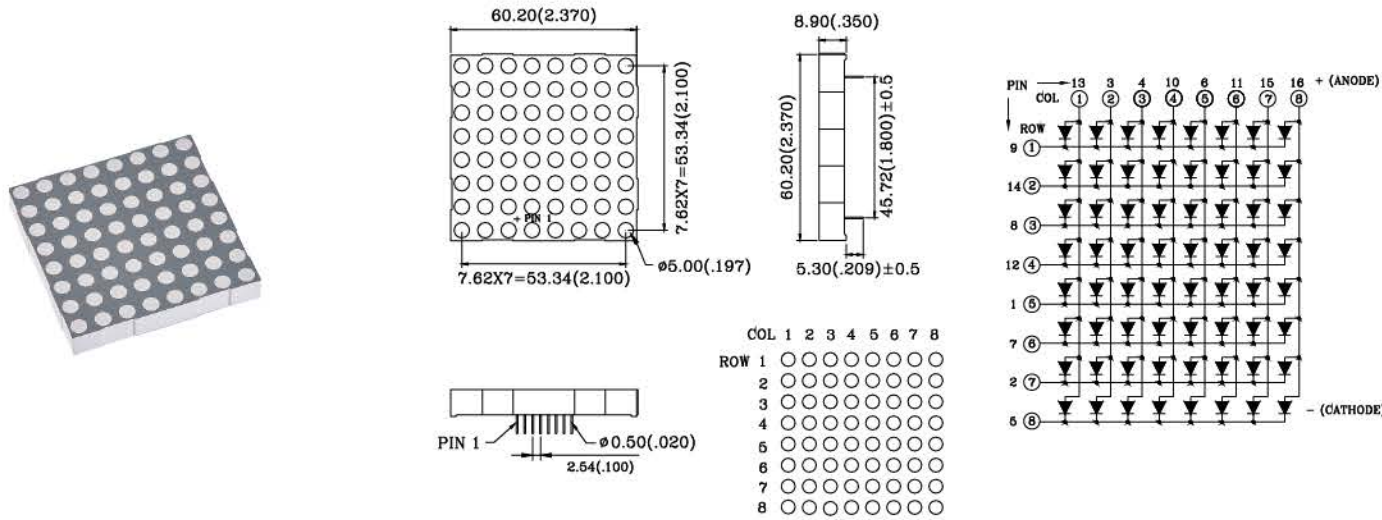 60.20(2.370)
7.62X7=53.34(2.100)
+ PIN 1
7.62X7=53.34(2.100)
ø5.00(.197)
8.90(.350)
60.20(2.370)
45.72(1.800)±0.5
5.30(.209)±0.5
PIN 1
ø0.50(.020)
2.54(.100)
COL 1 2 3 4 5 6 7 8
ROW 1
2
3
4
5
6
7
8
PIN 13 3 4 10 6 11 15 16 + (ANODE)
COL 1 2 3 4 5 6 7 8
ROW
9 1
14 2
8 3
12 4
1 5
7 6
2 7
5 8
- (CATHODE)